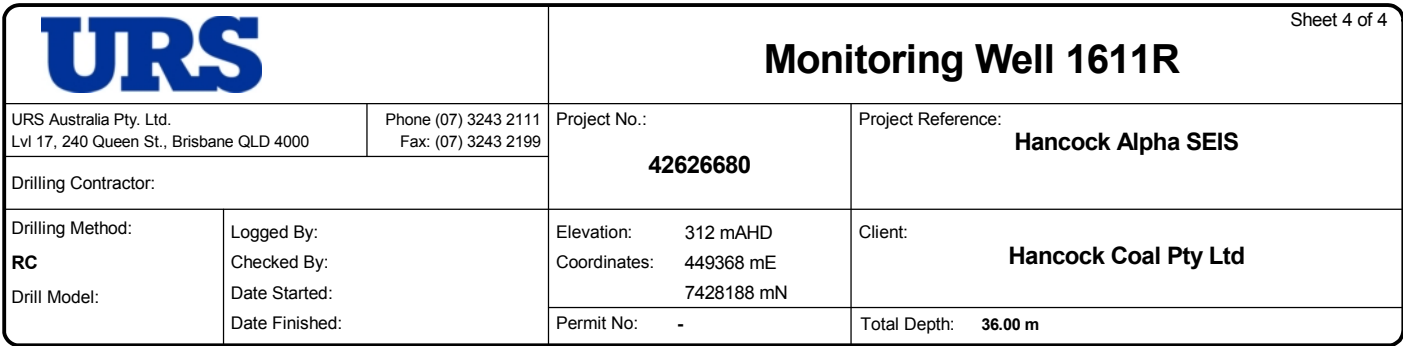 URS
Sheet 4 of 4
Monitoring Well 1611R
URS Australia Pty. Ltd.
Lvl 17, 240 Queen St., Brisbane QLD 4000
Phone (07) 3243 2111
Fax: (07) 3243 2199
Project No.:
42626680
Project Reference:
Hancock Alpha SEIS
Drilling Contractor:
Drilling Method:
RC
Drill Model:
Logged By:
Checked By:
Date Started:
Date Finished:
Elevation: 312 mAHD
Coordinates: 449368 mE
7428188 mN
Permit No: -
Client:
Hancock Coal Pty Ltd
Total Depth: 36.00 m